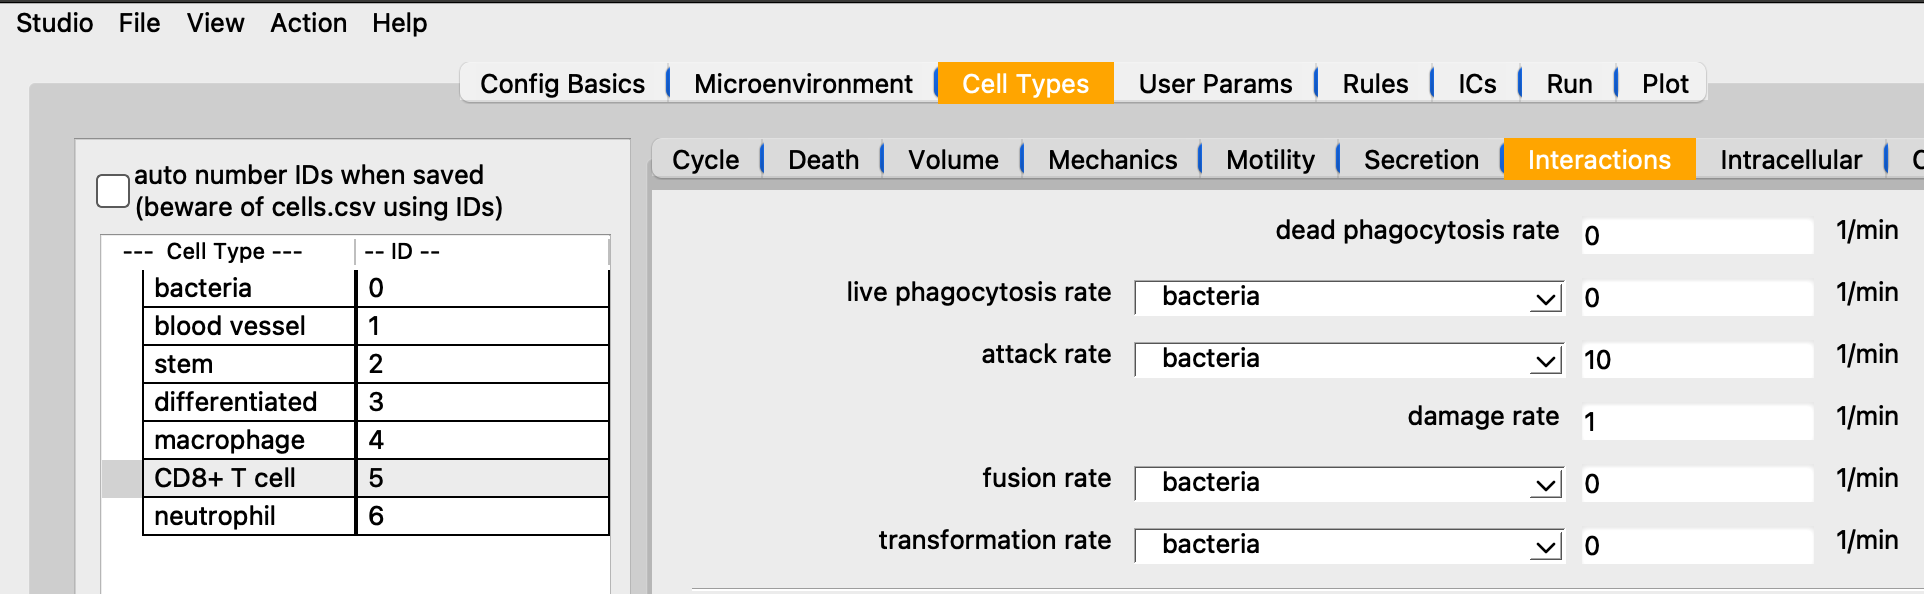 Studio File View Action Help
Config Basics Microenvironment Cell Types User Params Rules ICs Run Plot
auto number IDs when saved
(beware of cells.csv using IDs)
--- Cell Type --- -- ID --
bacteria 0
blood vessel 1
stem 2
differentiated 3
macrophage 4
CD8+ T cell 5
neutrophil 6
Cycle Death Volume Mechanics Motility Secretion Interactions Intracellular
dead phagocytosis rate 0 1/min
live phagocytosis rate bacteria 0 1/min
attack rate bacteria 10 1/min
damage rate 1 1/min
fusion rate bacteria 0 1/min
transformation rate bacteria 0 1/min